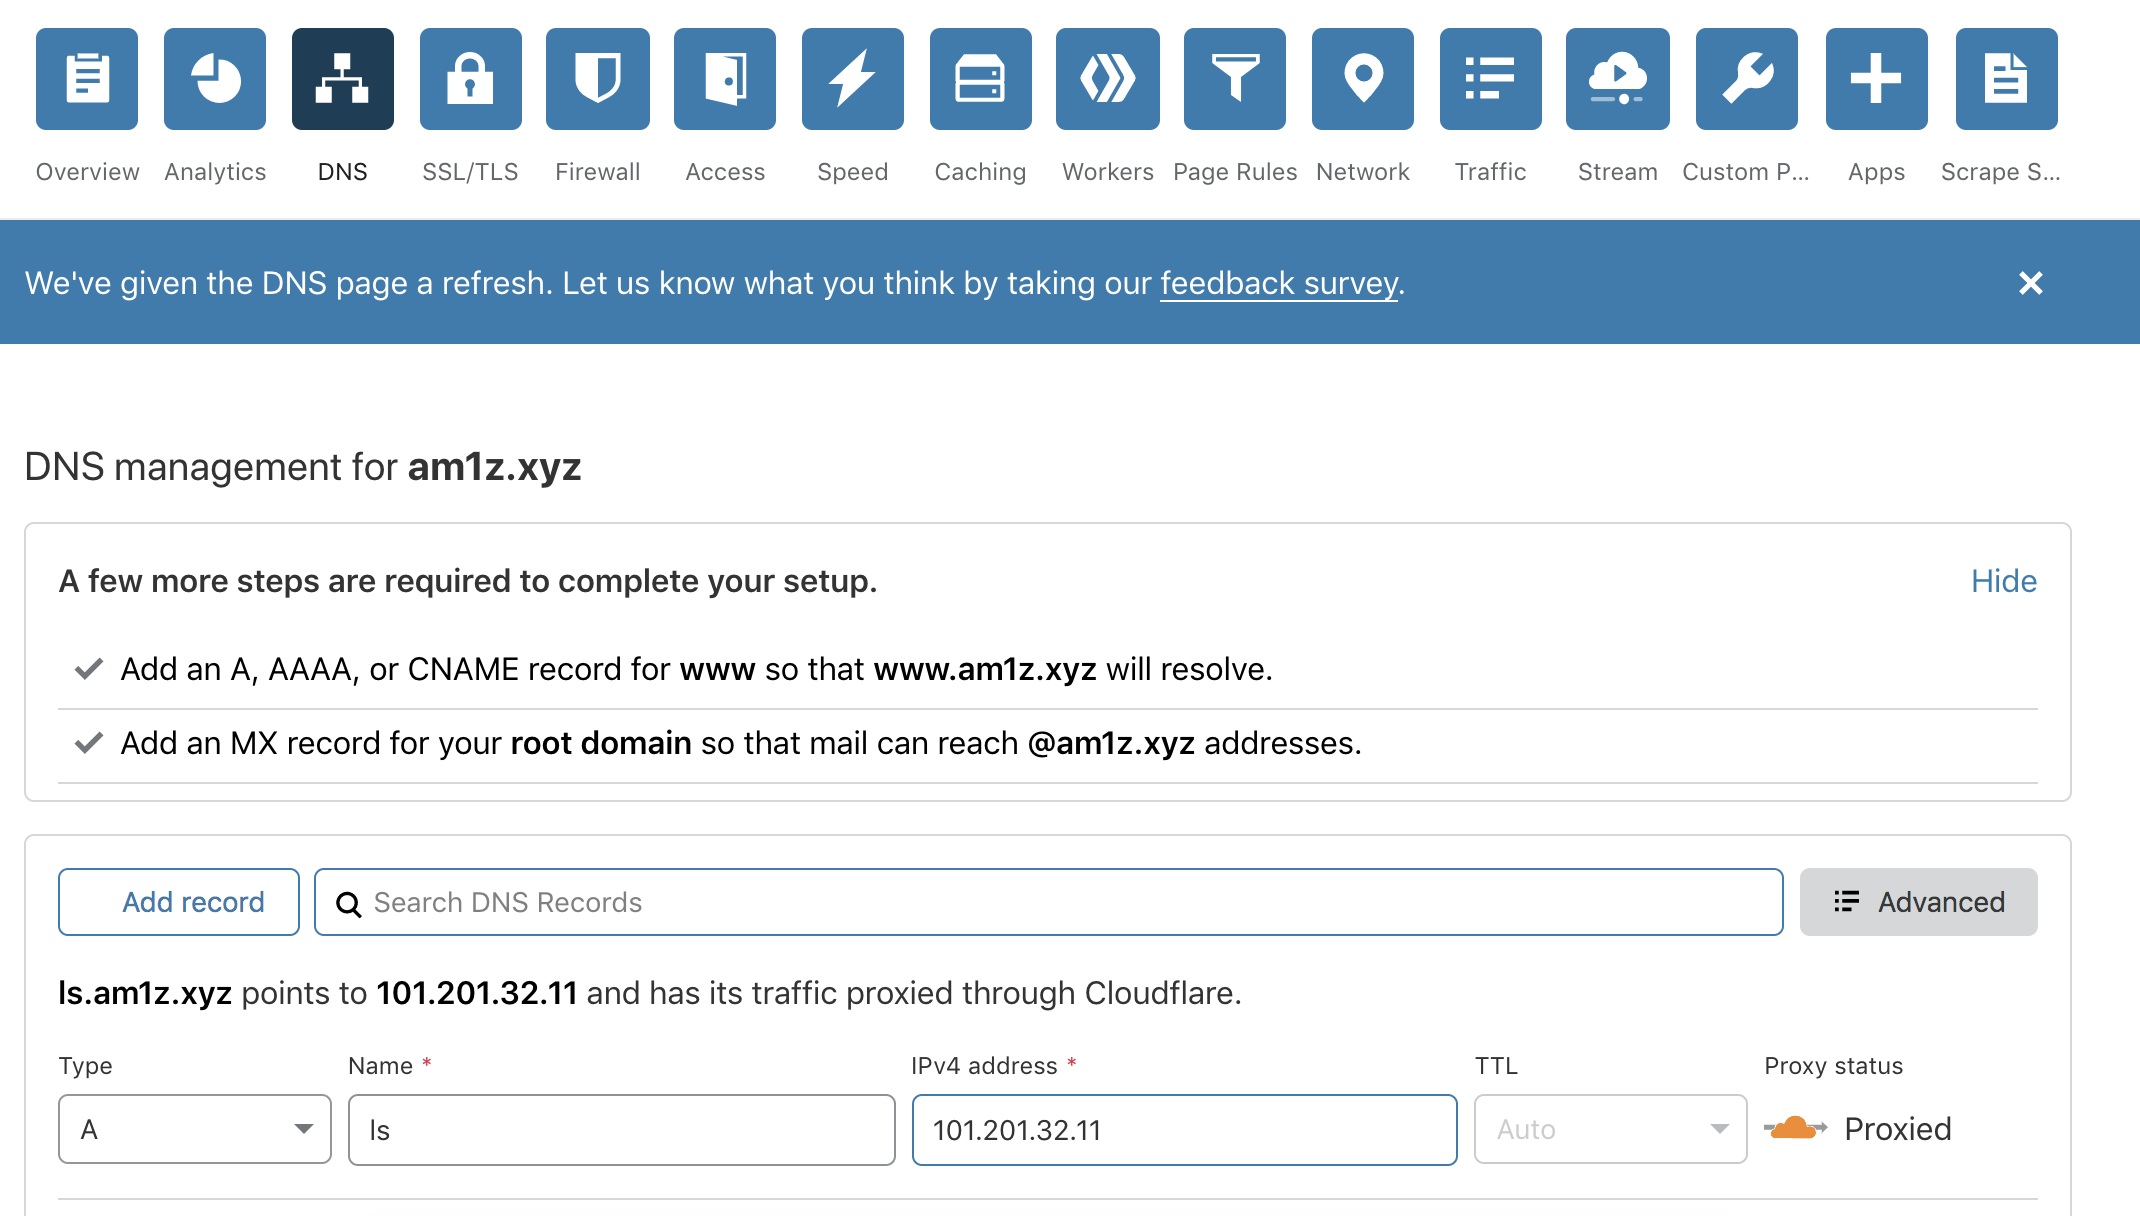 Overview Analytics DNS SSL/TLS Firewall Access Speed Caching Workers Page Rules Network Traffic Stream Custom P... Apps Scrape S...
We've given the DNS page a refresh. Let us know what you think by taking our feedback survey.
DNS management for am1z.xyz
A few more steps are required to complete your setup. Hide
Add an A, AAAA, or CNAME record for www so that www.am1z.xyz will resolve.
Add an MX record for your root domain so that mail can reach @am1z.xyz addresses.
Add record Search DNS Records Advanced
ls.am1z.xyz points to 101.201.32.11 and has its traffic proxied through Cloudflare.
Type Name * IPv4 address * TTL Proxy status
A ls 101.201.32.11 Auto Proxied